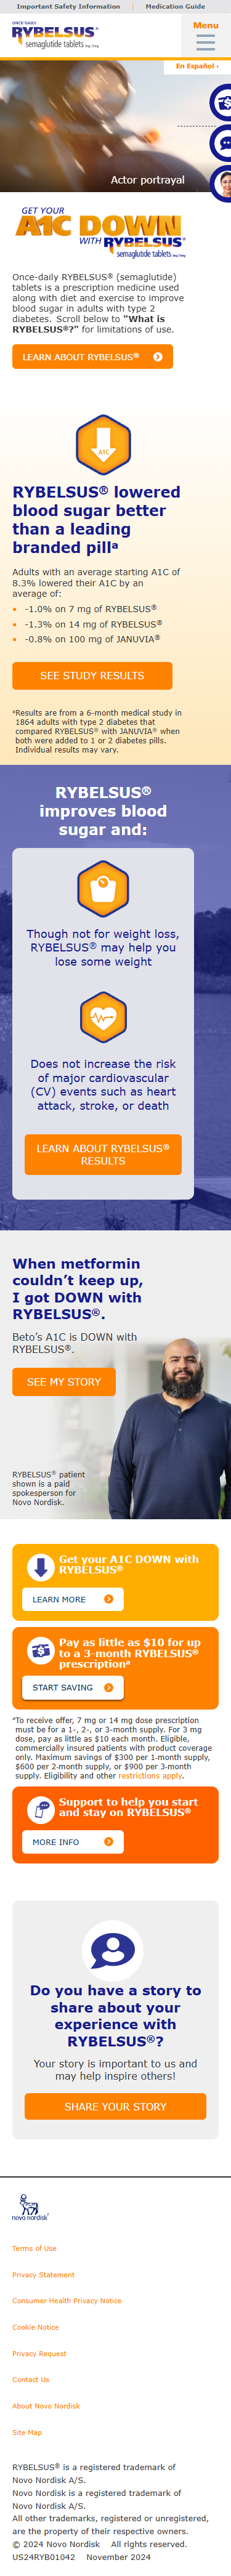 Important Safety Information | Medication Guide
ONCE-DAILY
RYBELSUS®
semaglutide tablets
Menu
En Español ›
Actor portrayal
GET YOUR
A1C DOWN
WITH RYBELSUS®
semaglutide tablets
Once-daily RYBELSUS® (semaglutide)
tablets is a prescription medicine used
along with diet and exercise to improve
blood sugar in adults with type 2
diabetes. Scroll below to "What is
RYBELSUS®?" for limitations of use.
LEARN ABOUT RYBELSUS®
A1C
RYBELSUS® lowered
blood sugar better
than a leading
branded pillª
Adults with an average starting A1C of
8.3% lowered their A1C by an
average of:
• -1.0% on 7 mg of RYBELSUS®
• -1.3% on 14 mg of RYBELSUS®
• -0.8% on 100 mg of JANUVIA®
SEE STUDY RESULTS
ªResults are from a 6-month medical study in
1864 adults with type 2 diabetes that
compared RYBELSUS® with JANUVIA® when
both were added to 1 or 2 diabetes pills.
Individual results may vary.
RYBELSUS®
improves blood
sugar and:
Though not for weight loss,
RYBELSUS® may help you
lose some weight
Does not increase the risk
of major cardiovascular
(CV) events such as heart
attack, stroke, or death
LEARN ABOUT RYBELSUS®
RESULTS
When metformin
couldn’t keep up,
I got DOWN with
RYBELSUS®.
Beto’s A1C is DOWN with
RYBELSUS®.
SEE MY STORY
RYBELSUS® patient
shown is a paid
spokesperson for
Novo Nordisk.
Get your A1C DOWN with
RYBELSUS®
LEARN MORE
Pay as little as $10 for up
to a 3-month RYBELSUS®
prescriptionª
START SAVING
ªTo receive offer, 7 mg or 14 mg dose prescription
must be for a 1-, 2-, or 3-month supply. For 3 mg
dose, pay as little as $10 each month. Eligible,
commercially insured patients with product coverage
only. Maximum savings of $300 per 1-month supply,
$600 per 2-month supply, or $900 per 3-month
supply. Eligibility and other restrictions apply.
Support to help you start
and stay on RYBELSUS®
MORE INFO
Do you have a story to
share about your
experience with
RYBELSUS®?
Your story is important to us and
may help inspire others!
SHARE YOUR STORY
novo nordisk®
Terms of Use
Privacy Statement
Consumer Health Privacy Notice
Cookie Notice
Privacy Request
Contact Us
About Novo Nordisk
Site Map
RYBELSUS® is a registered trademark of
Novo Nordisk A/S.
Novo Nordisk is a registered trademark of
Novo Nordisk A/S.
All other trademarks, registered or unregistered,
are the property of their respective owners.
© 2024 Novo Nordisk All rights reserved.
US24RYB01042 November 2024